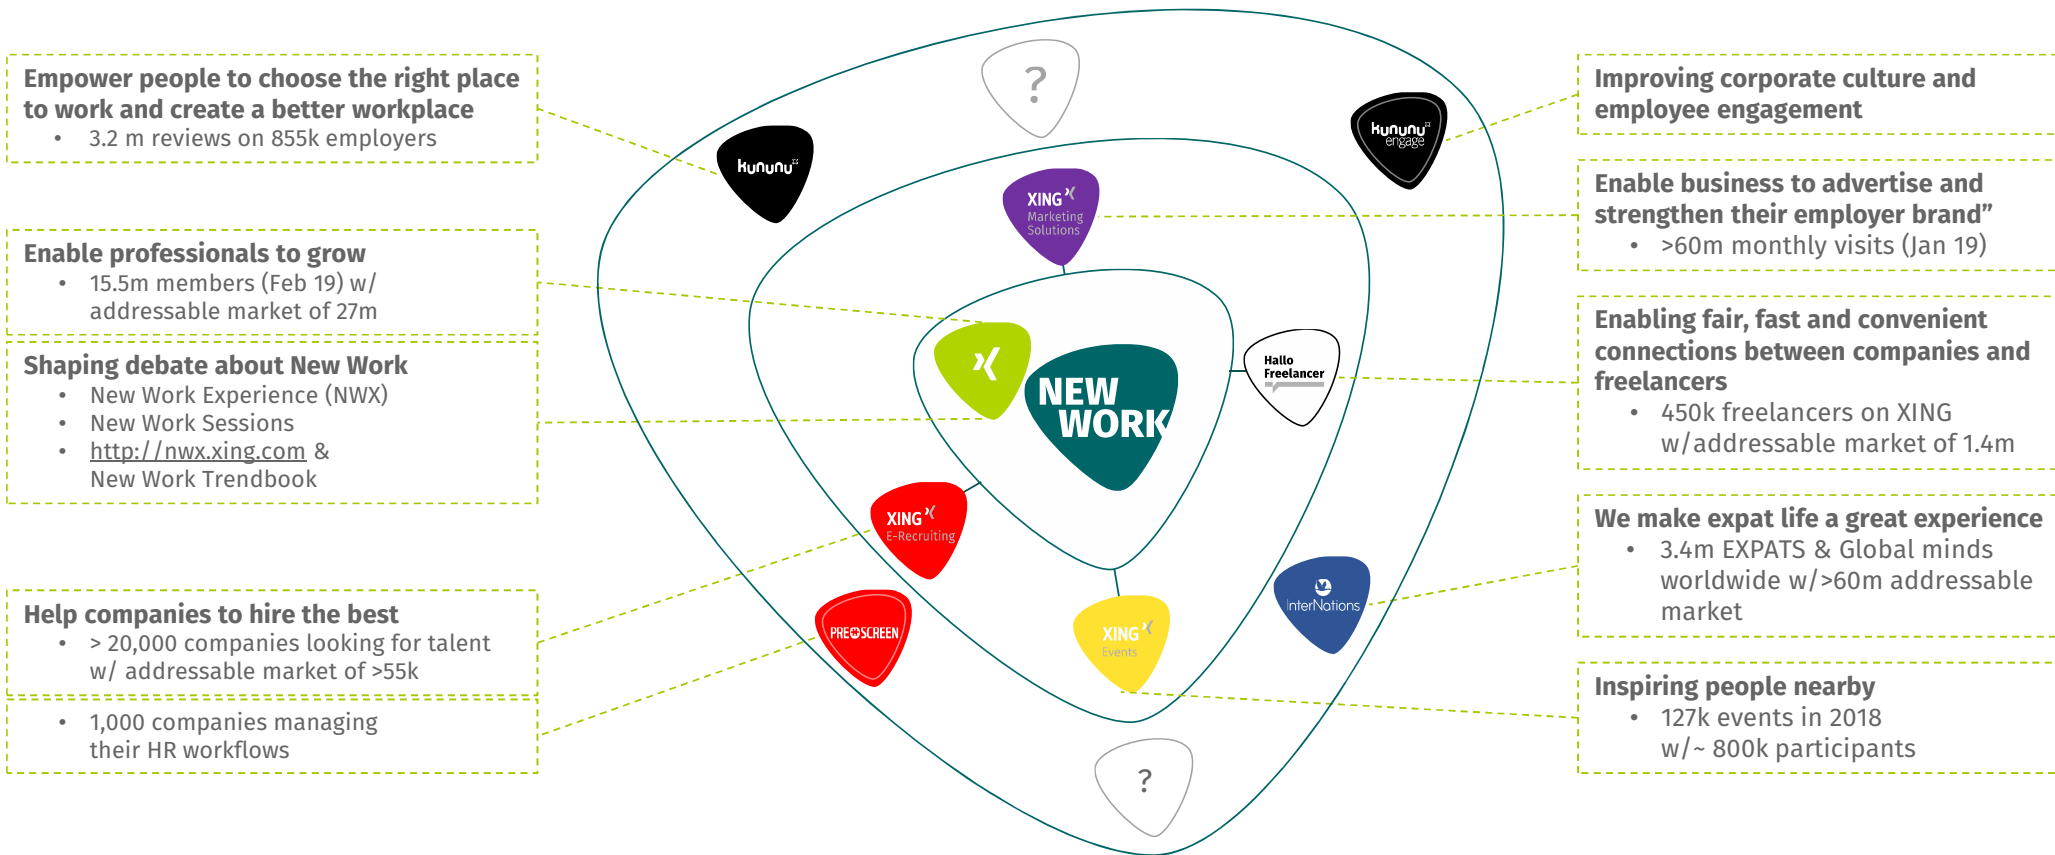 Empower people to choose the right place
to work and create a better workplace
• 3.2 m reviews on 855k employers
Enable professionals to grow
• 15.5m members (Feb 19) w/
addressable market of 27m
Shaping debate about New Work
• New Work Experience (NWX)
• New Work Sessions
• http://nwx.xing.com &
New Work Trendbook
Help companies to hire the best
• > 20,000 companies looking for talent
w/ addressable market of >55k
• 1,000 companies managing
their HR workflows
?
kununu
kununu
engage
XING
Marketing
Solutions
Hallo
Freelancer
NEW
WORK
XING
E-Recruiting
PRESCREEN
XING
Events
InterNations
?
Improving corporate culture and
employee engagement
Enable business to advertise and
strengthen their employer brand”
• >60m monthly visits (Jan 19)
Enabling fair, fast and convenient
connections between companies and
freelancers
• 450k freelancers on XING
w/addressable market of 1.4m
We make expat life a great experience
• 3.4m EXPATS & Global minds
worldwide w/>60m addressable
market
Inspiring people nearby
• 127k events in 2018
w/~ 800k participants